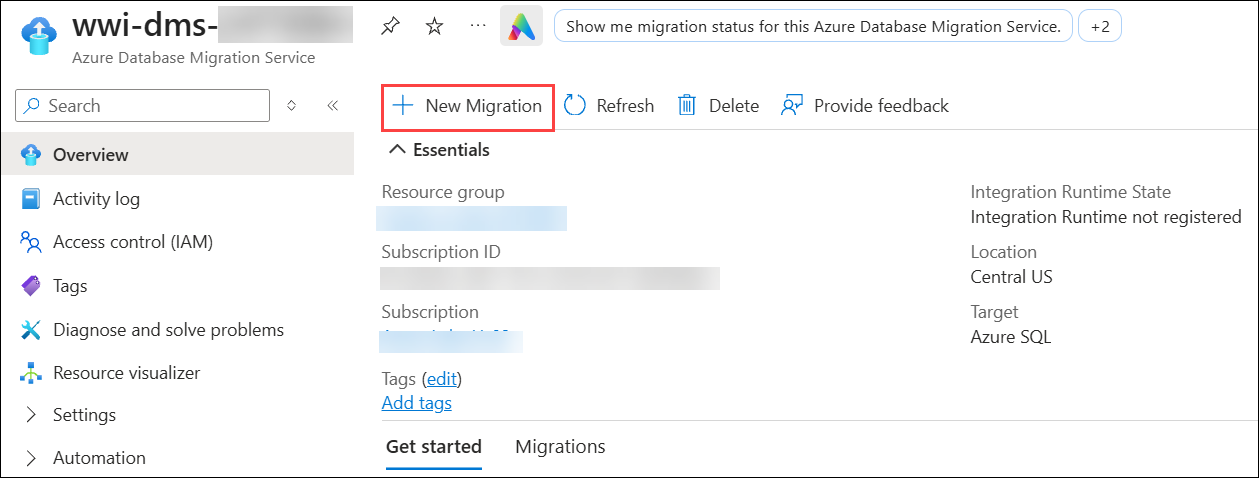 wwi-dms-
Show me migration status for this Azure Database Migration Service.
+2
Azure Database Migration Service
Search
New Migration
Refresh
Delete
Provide feedback
Overview
Activity log
Access control (IAM)
Tags
Diagnose and solve problems
Resource visualizer
Settings
Automation
Essentials
Resource group
Subscription ID
Subscription
Tags (edit)
Add tags
Integration Runtime State
Integration Runtime not registered
Location
Central US
Target
Azure SQL
Get started
Migrations